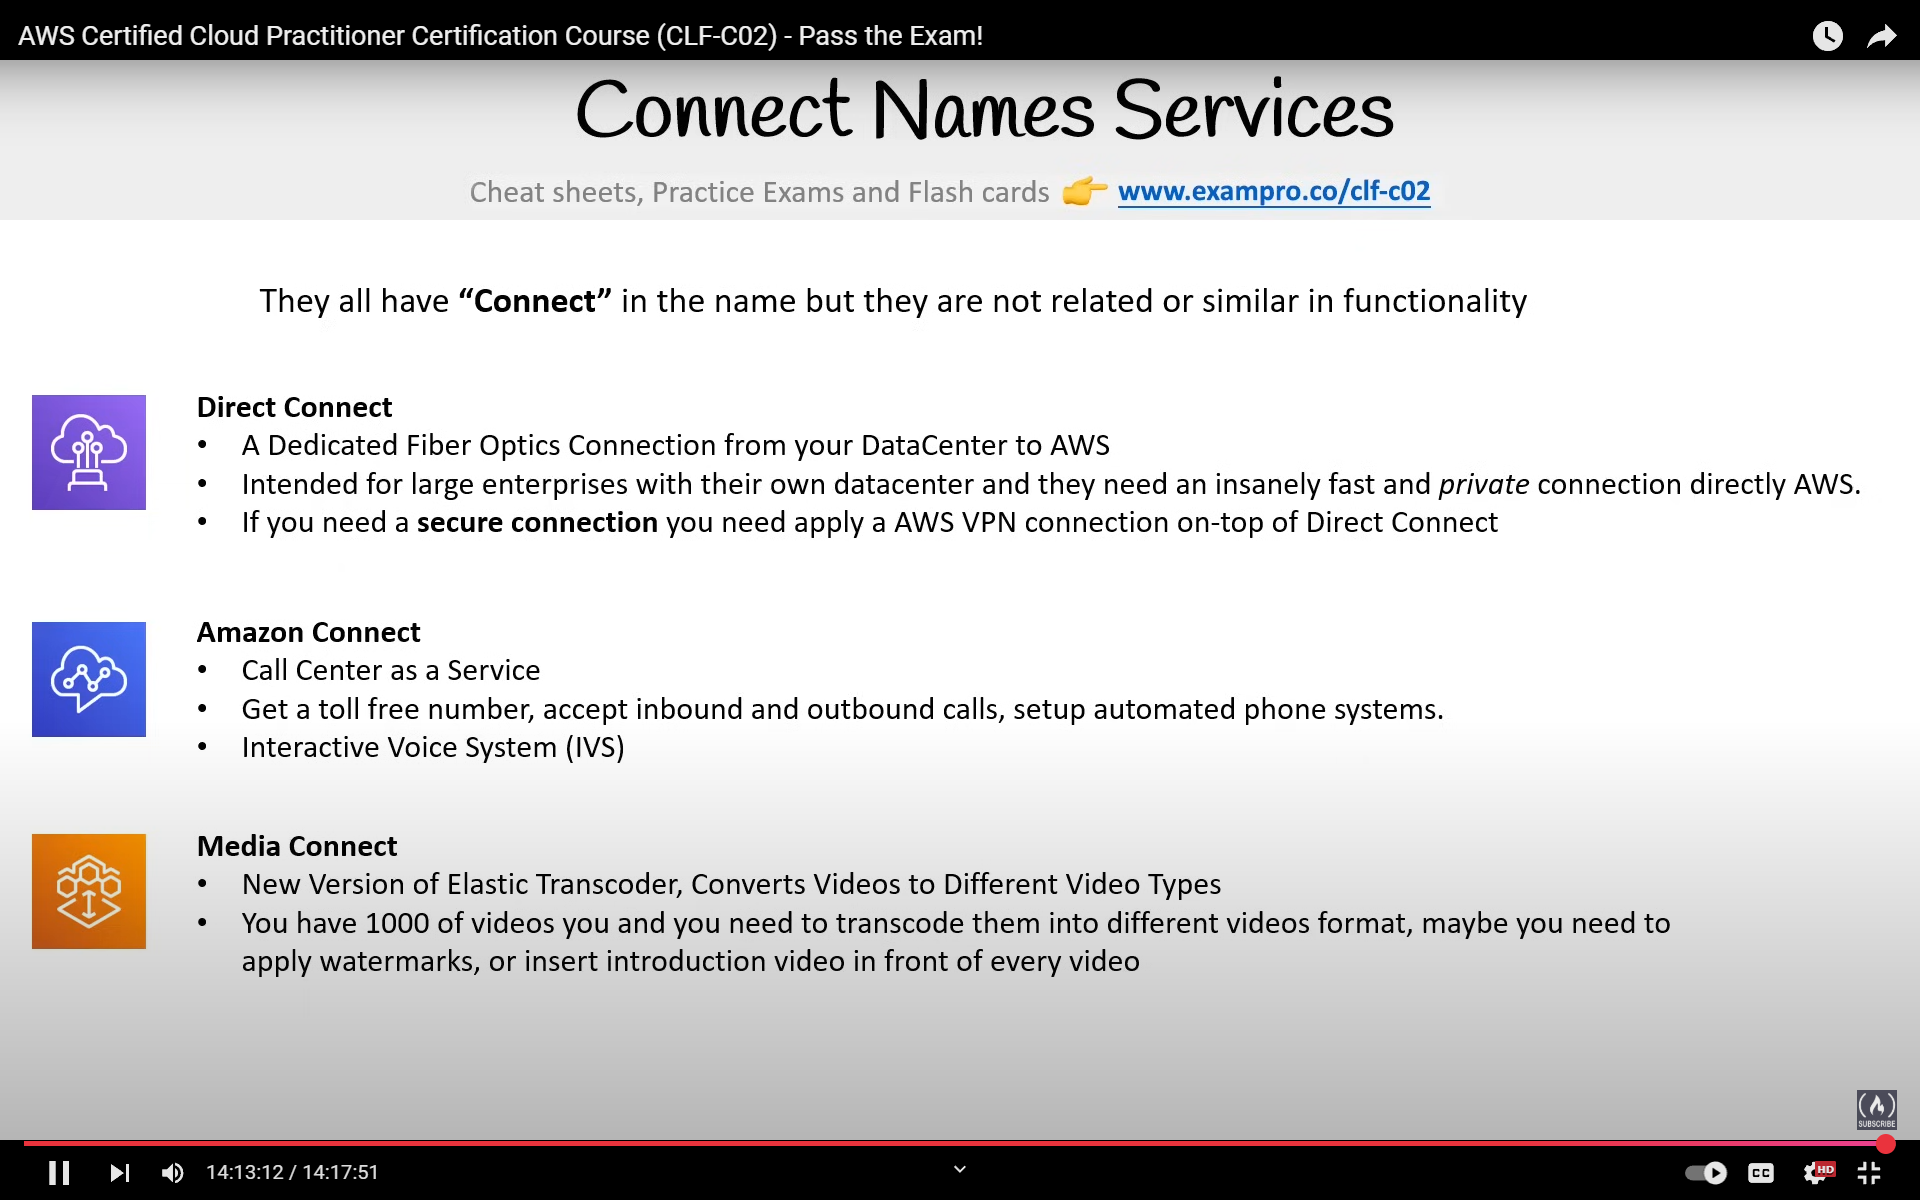 AWS Certified Cloud Practitioner Certification Course (CLF-C02) - Pass the Exam!
Connect Names Services
Cheat sheets, Practice Exams and Flash cards 👉 www.exampro.co/clf-c02
They all have “Connect” in the name but they are not related or similar in functionality
Direct Connect
• A Dedicated Fiber Optics Connection from your DataCenter to AWS
• Intended for large enterprises with their own datacenter and they need an insanely fast and private connection directly AWS.
• If you need a secure connection you need apply a AWS VPN connection on-top of Direct Connect
Amazon Connect
• Call Center as a Service
• Get a toll free number, accept inbound and outbound calls, setup automated phone systems.
• Interactive Voice System (IVS)
Media Connect
• New Version of Elastic Transcoder, Converts Videos to Different Video Types
• You have 1000 of videos you and you need to transcode them into different videos format, maybe you need to
apply watermarks, or insert introduction video in front of every video
SUBSCRIBE
14:13:12 / 14:17:51
CC
HD